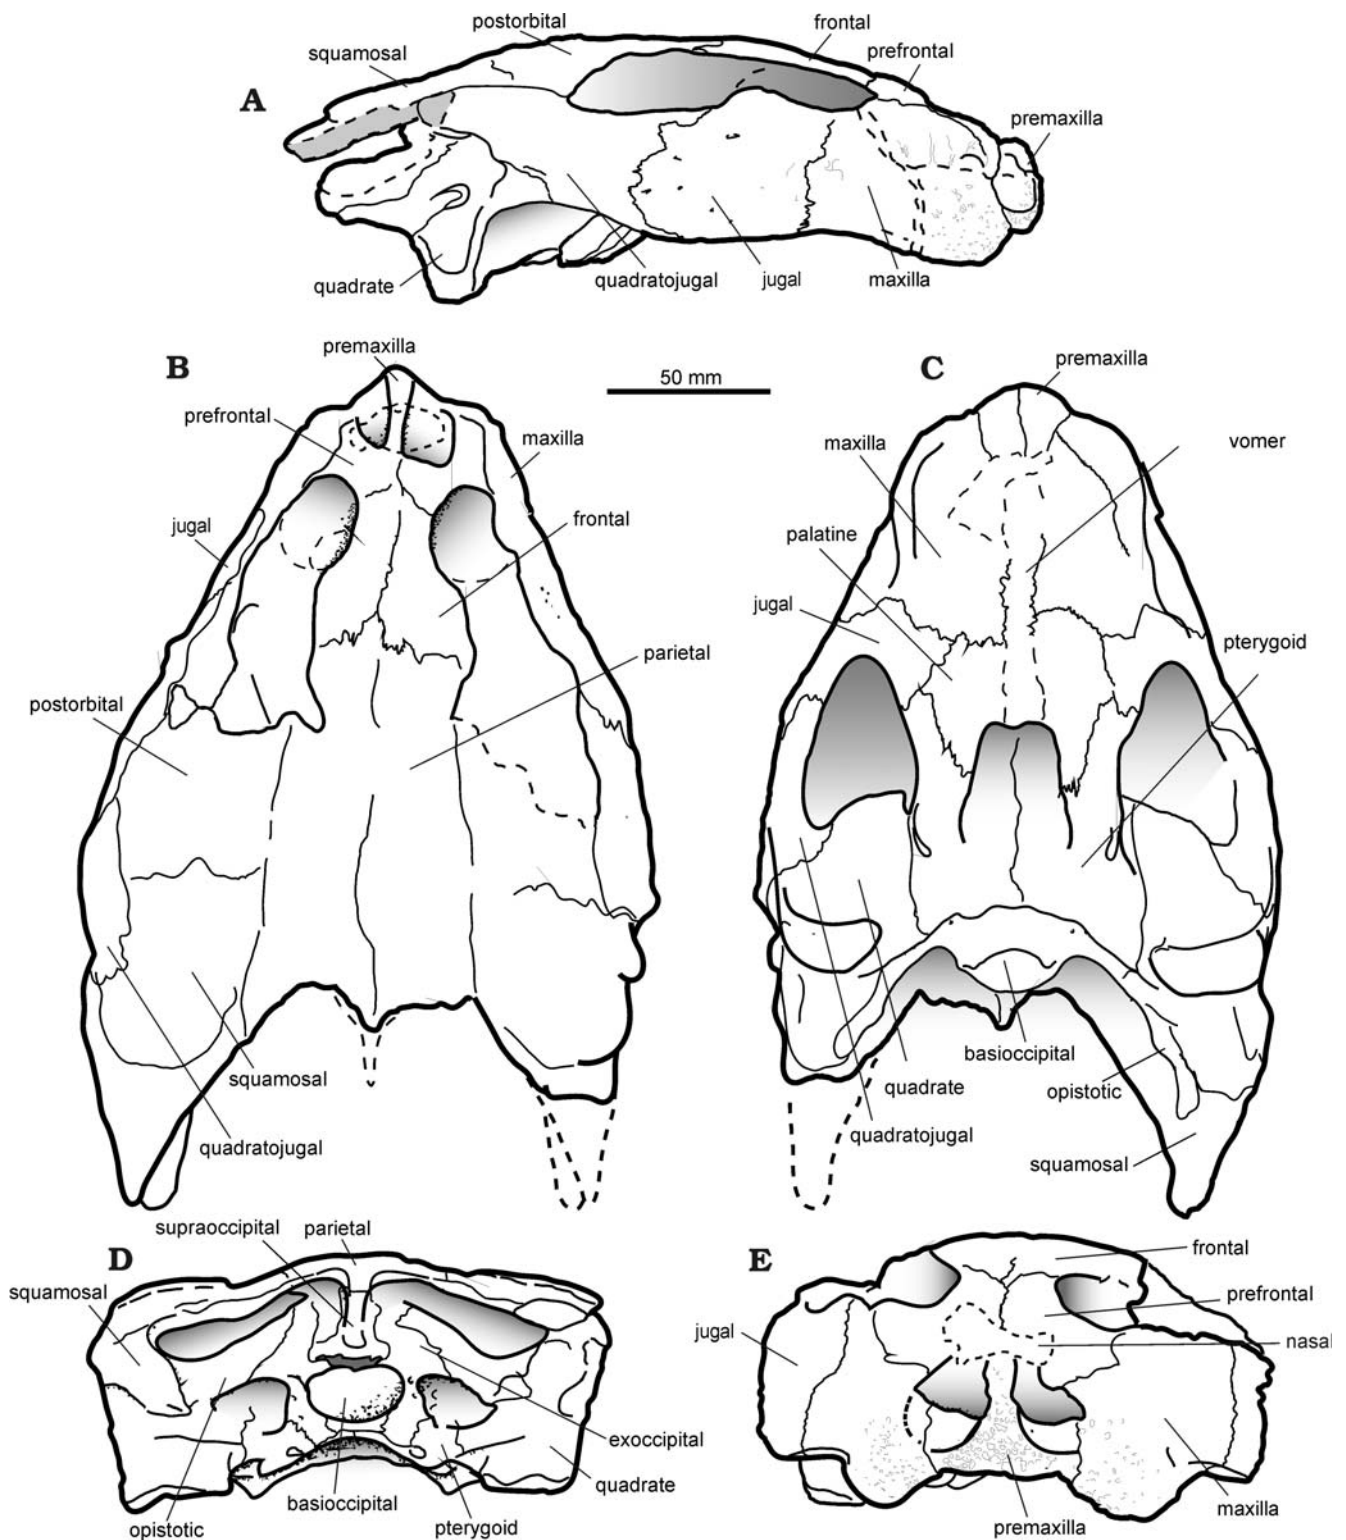 postorbital
frontal
squamosal
prefrontal
A
premaxilla
quadrate
quadratojugal
jugal
maxilla
premaxilla
B
50 mm
C
premaxilla
prefrontal
maxilla
maxilla
vomer
jugal
frontal
palatine
jugal
parietal
pterygoid
postorbital
basioccipital
squamosal
quadrate
opistotic
quadratojugal
quadratojugal
squamosal
supraoccipital
parietal
D
E
frontal
squamosal
prefrontal
jugal
nasal
exoccipital
quadrate
basioccipital
maxilla
opistotic
pterygoid
premaxilla